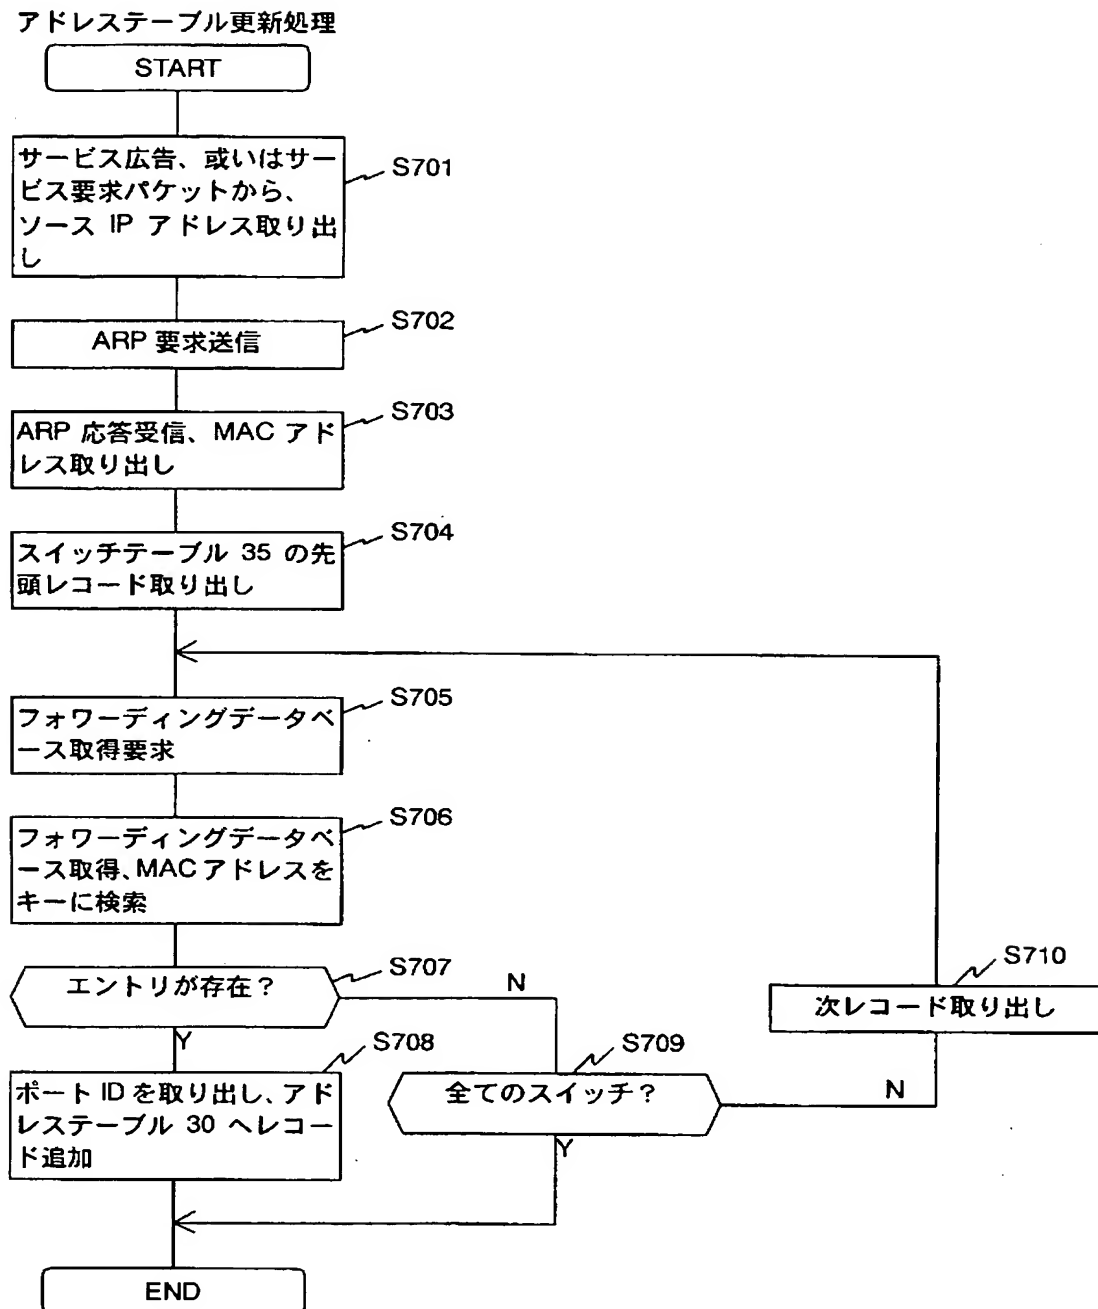 アドレステーブル更新処理
START
サービス広告、或いはサー
ビス要求パケットから、
ソース IP アドレス取り出
し
S701
ARP 要求送信
S702
ARP 応答受信、MAC アド
レス取り出し
S703
スイッチテーブル 35 の先
頭レコード取り出し
S704
フォワーディングデータベ
ース取得要求
S705
フォワーディングデータベ
ース取得、MAC アドレスを
キーに検索
S706
エントリが存在？
S707
N
Y
ポート ID を取り出し、アド
レステーブル 30 へレコー
ド追加
S708
全てのスイッチ？
S709
N
Y
次レコード取り出し
S710
END